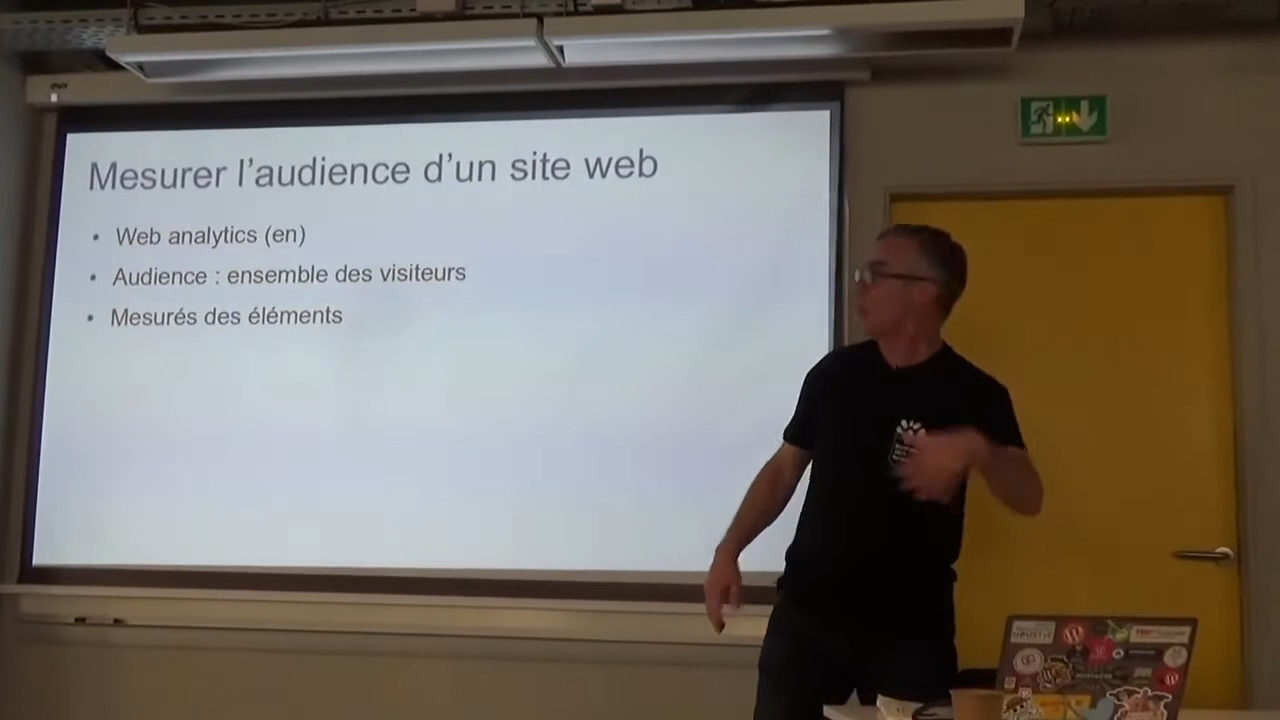 Mesurer l’audience d’un site web
• Web analytics (en)
• Audience : ensemble des visiteurs
• Mesurés des éléments